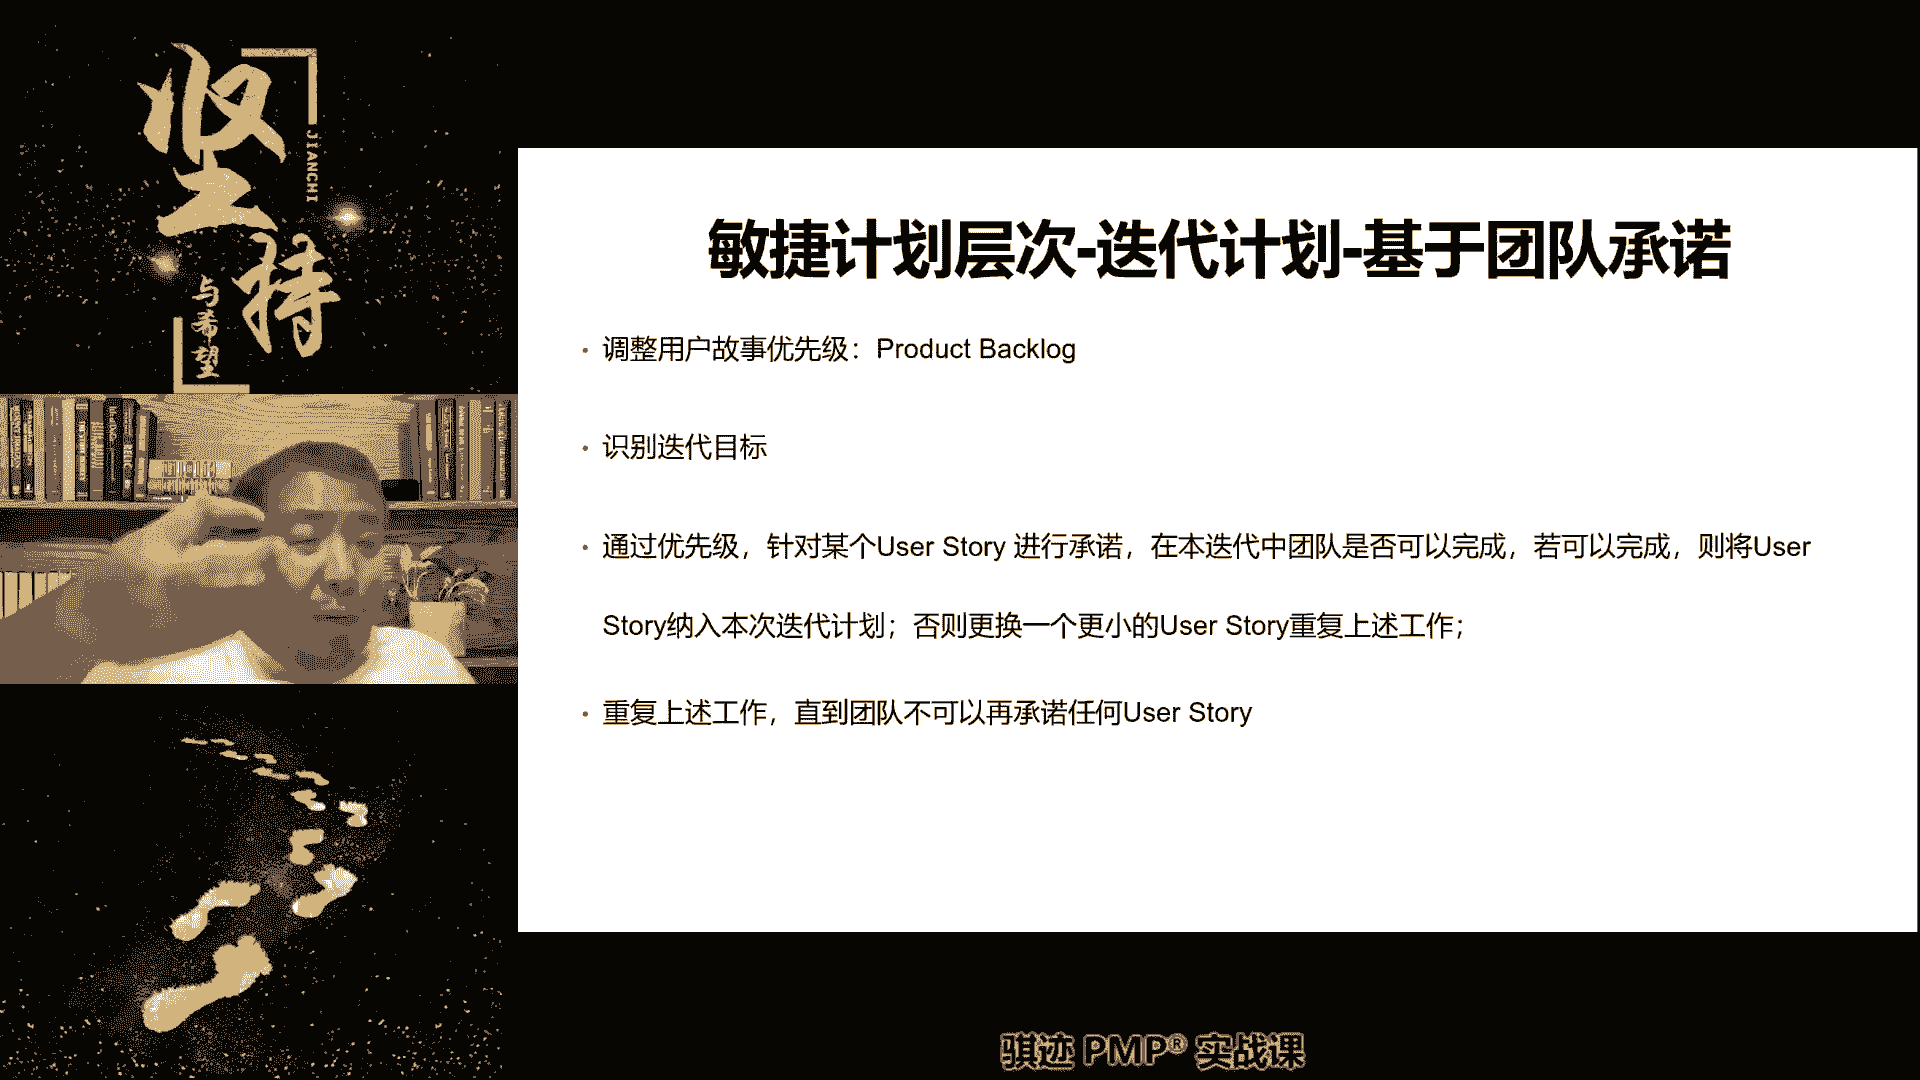 坚持
JIANCHI
与希望
敏捷计划层次-迭代计划-基于团队承诺
• 调整用户故事优先级：Product Backlog
• 识别迭代目标
• 通过优先级，针对某个User Story 进行承诺，在本迭代中团队是否可以完成，若可以完成，则将User
Story纳入本次迭代计划；否则更换一个更小的User Story重复上述工作；
• 重复上述工作，直到团队不可以再承诺任何User Story
骐迹 PMP® 实战课